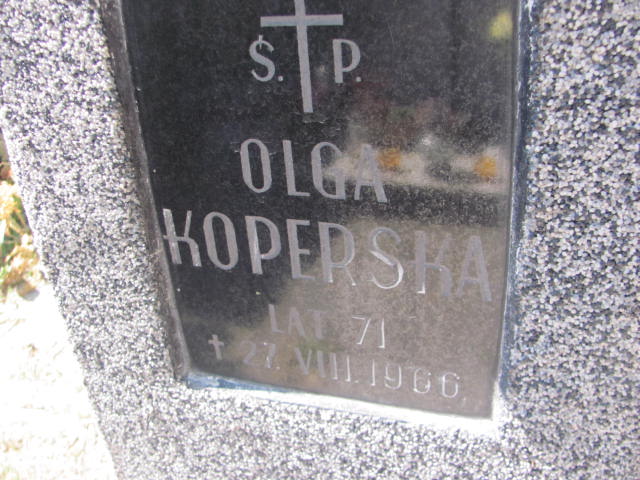 Ś. P.
OLGA
KOPERSKA
LAT 71
† 27. VIII. 1966